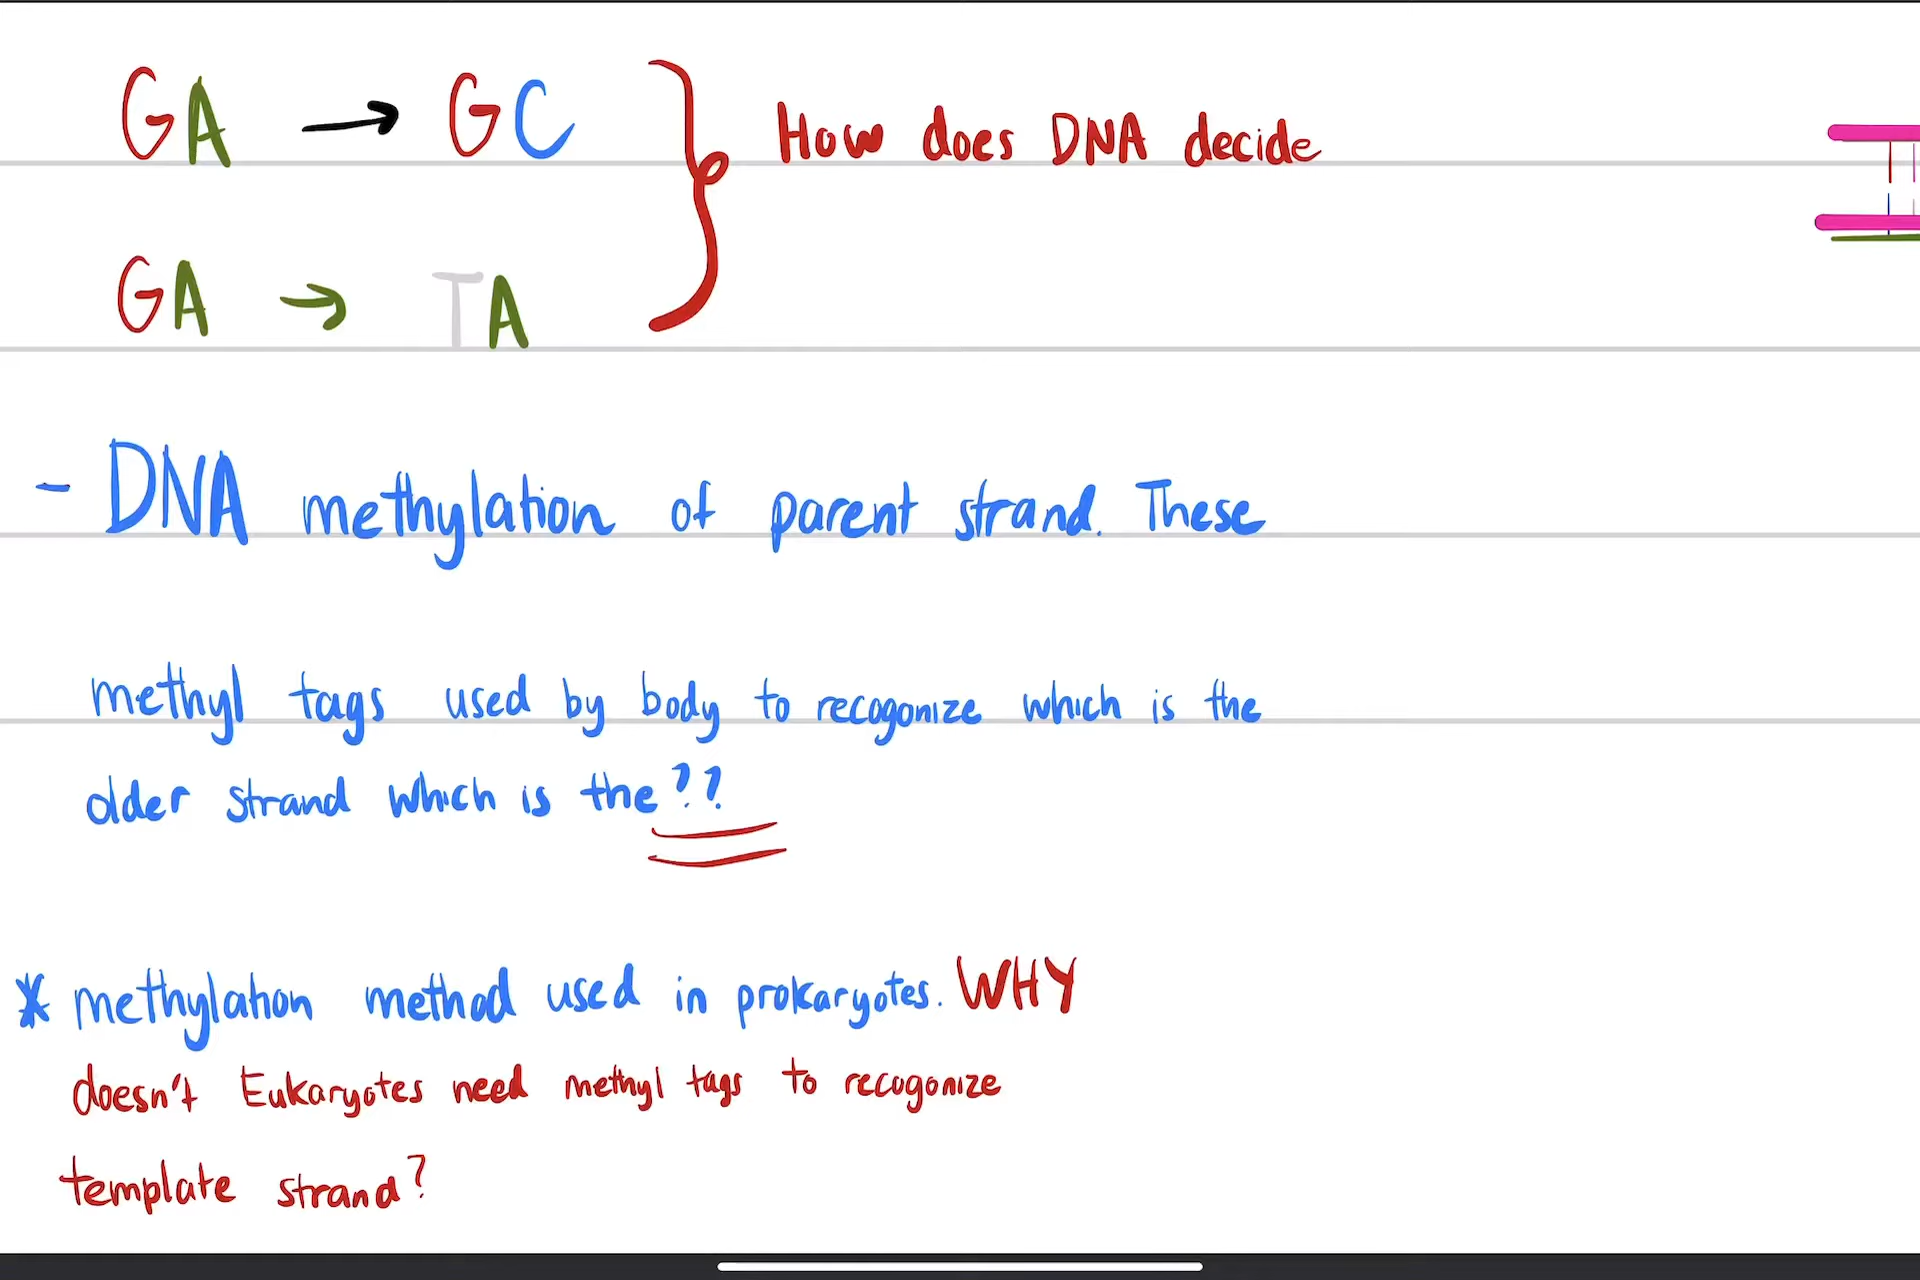 GA → GC
How does DNA decide
GA → TA
- DNA methylation of parent strand. These
methyl tags used by body to recogonize which is the
older strand which is the ??
* methylation method used in prokaryotes. WHY
doesn't Eukaryotes need methyl tags to recogonize
template strand?